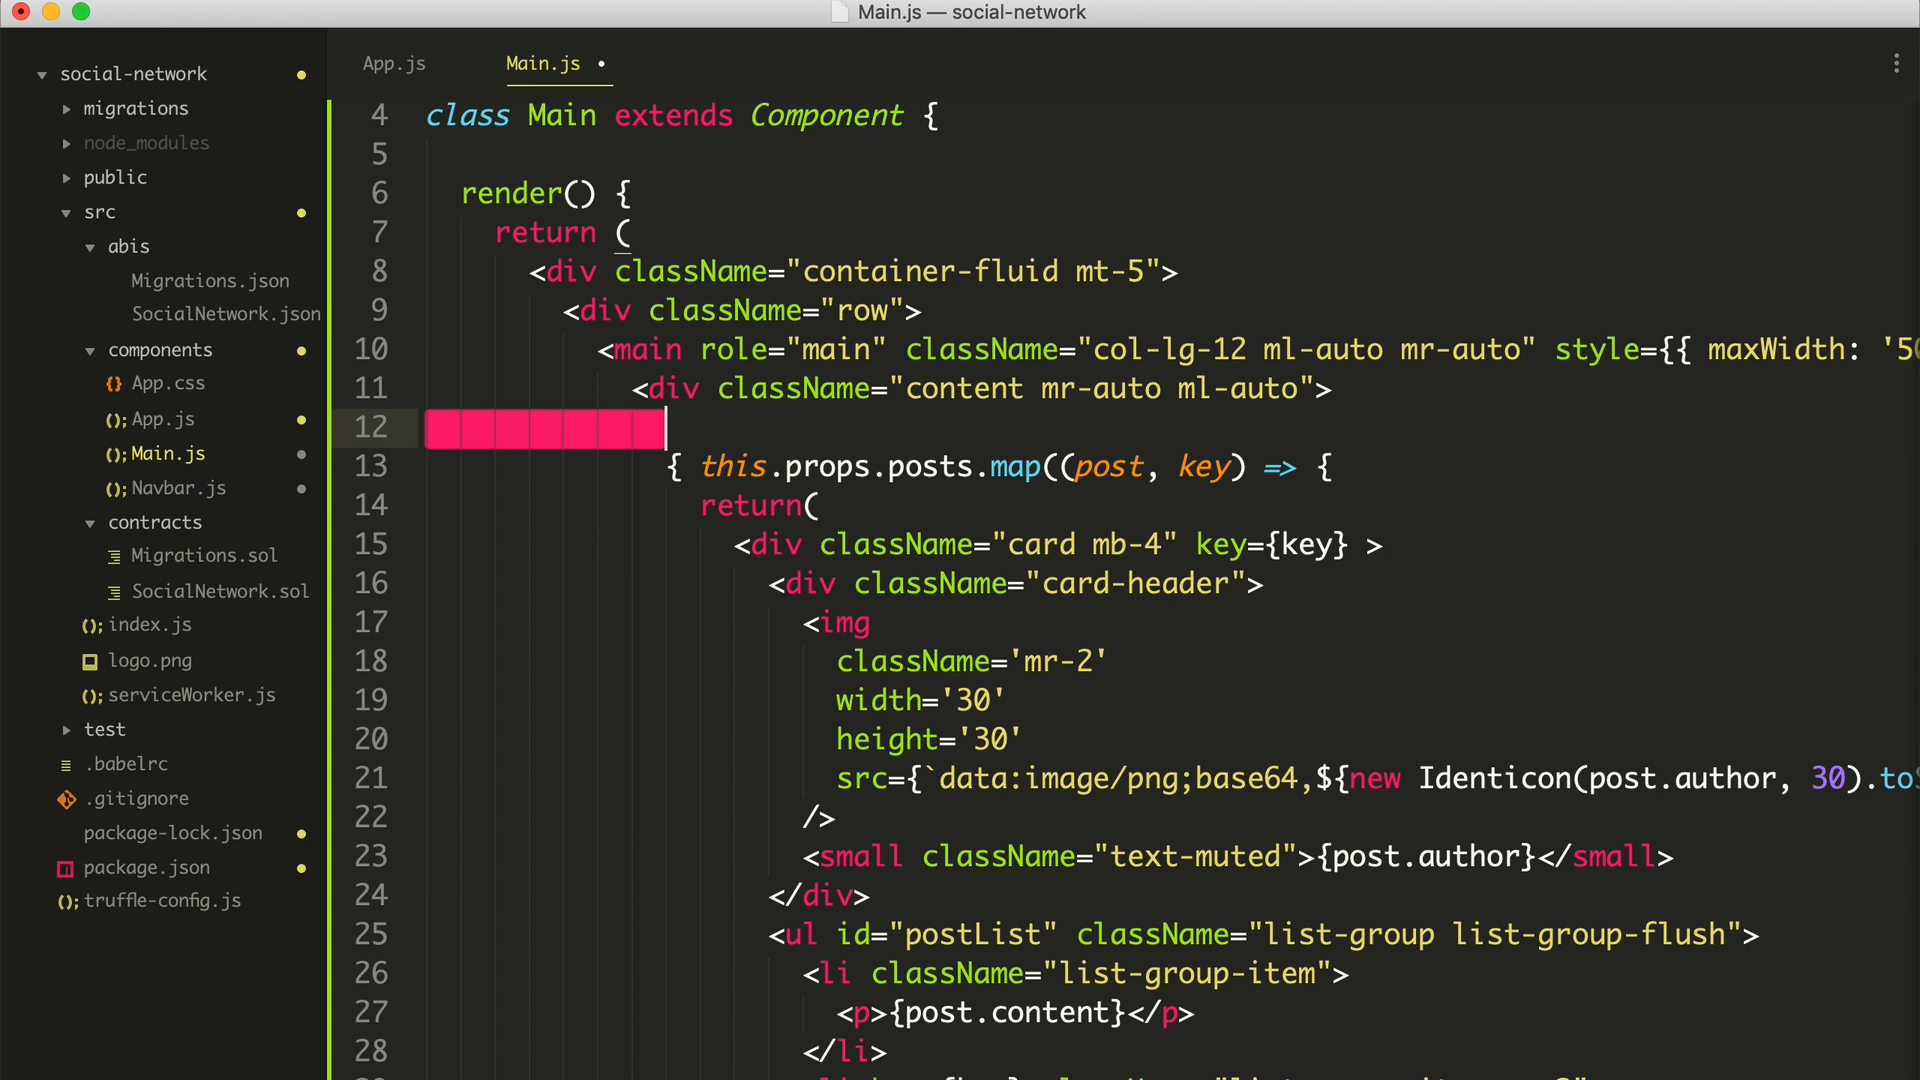 Main.js — social-network
social-network
migrations
node_modules
public
src
abis
Migrations.json
SocialNetwork.json
components
App.css
App.js
Main.js
Navbar.js
contracts
Migrations.sol
SocialNetwork.sol
index.js
logo.png
serviceWorker.js
test
.babelrc
.gitignore
package-lock.json
package.json
truffle-config.js
App.js
Main.js
4 class Main extends Component {
5
6 render() {
7 return (
8 <div className="container-fluid mt-5">
9 <div className="row">
10 <main role="main" className="col-lg-12 ml-auto mr-auto" style={{ maxWidth: '50
11 <div className="content mr-auto ml-auto">
12
13 { this.props.posts.map((post, key) => {
14 return(
15 <div className="card mb-4" key={key} >
16 <div className="card-header">
17 <img
18 className='mr-2'
19 width='30'
20 height='30'
21 src={`data:image/png;base64,${new Identicon(post.author, 30).toS
22 />
23 <small className="text-muted">{post.author}</small>
24 </div>
25 <ul id="postList" className="list-group list-group-flush">
26 <li className="list-group-item">
27 <p>{post.content}</p>
28 </li>